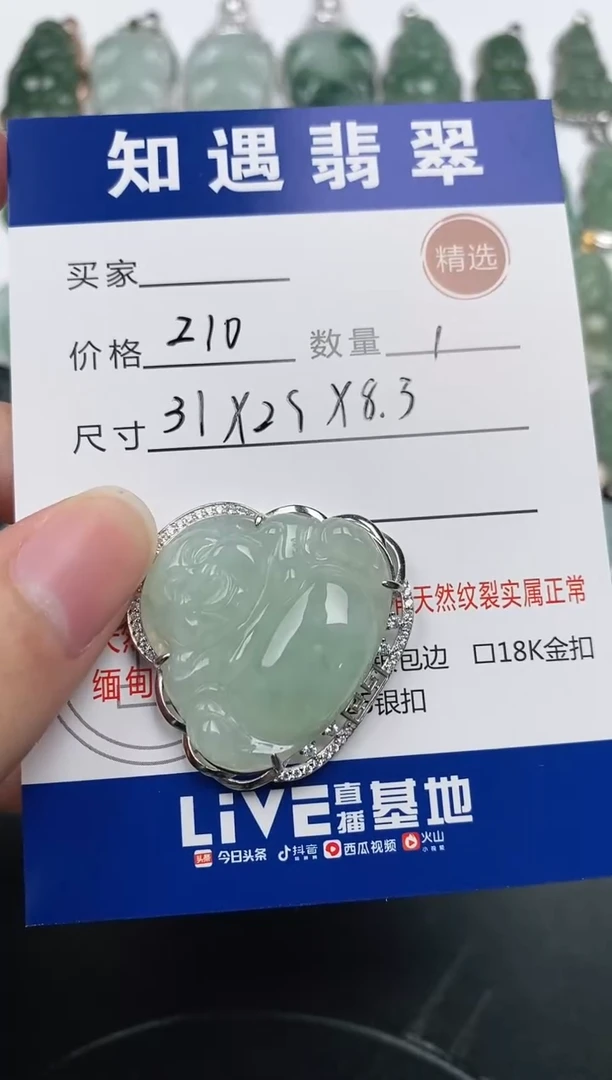 知遇翡翠
精选
买家
价格 210 数量 1
尺寸 31X25X8.3
天然纹裂实属正常
缅甸
包边 口18K金扣
银扣
LiVE直播基地
头条 今日头条 抖音 西瓜视频 火山